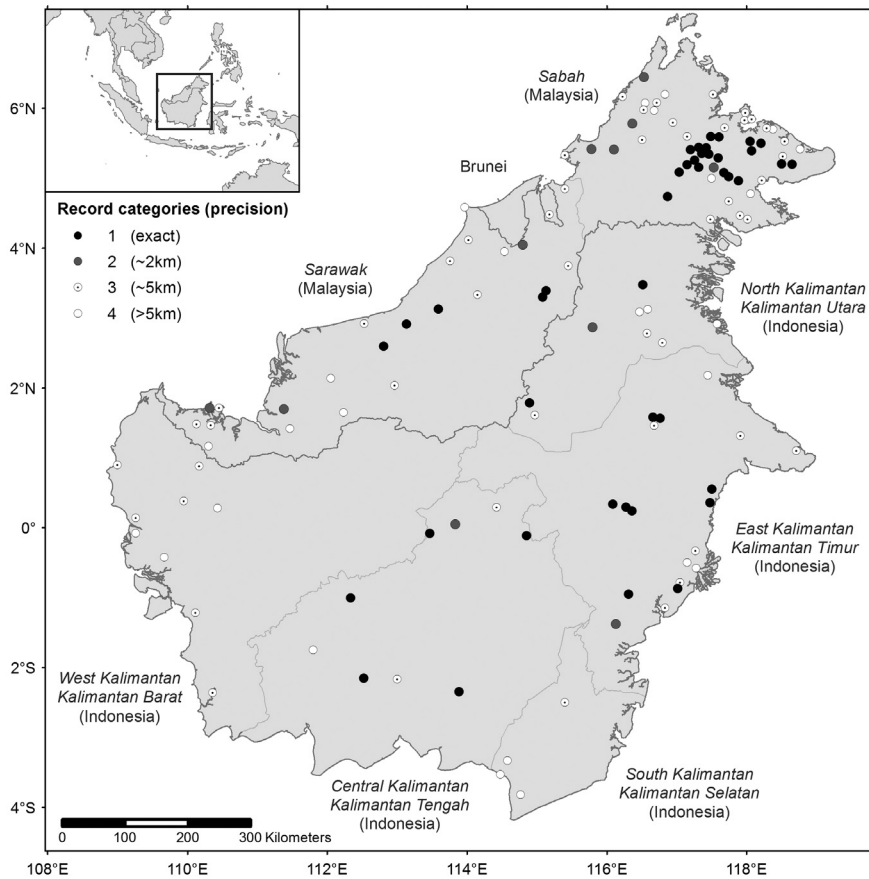 Sabah
(Malaysia)
6°N
Brunei
Record categories (precision)
1 (exact)
2 (~2km)
3 (~5km)
4 (>5km)
4°N
Sarawak
(Malaysia)
North Kalimantan
Kalimantan Utara
(Indonesia)
2°N
0°
East Kalimantan
Kalimantan Timur
(Indonesia)
2°S
West Kalimantan
Kalimantan Barat
(Indonesia)
Central Kalimantan
Kalimantan Tengah
(Indonesia)
South Kalimantan
Kalimantan Selatan
(Indonesia)
4°S
0 100 200 300 Kilometers
108°E 110°E 112°E 114°E 116°E 118°E